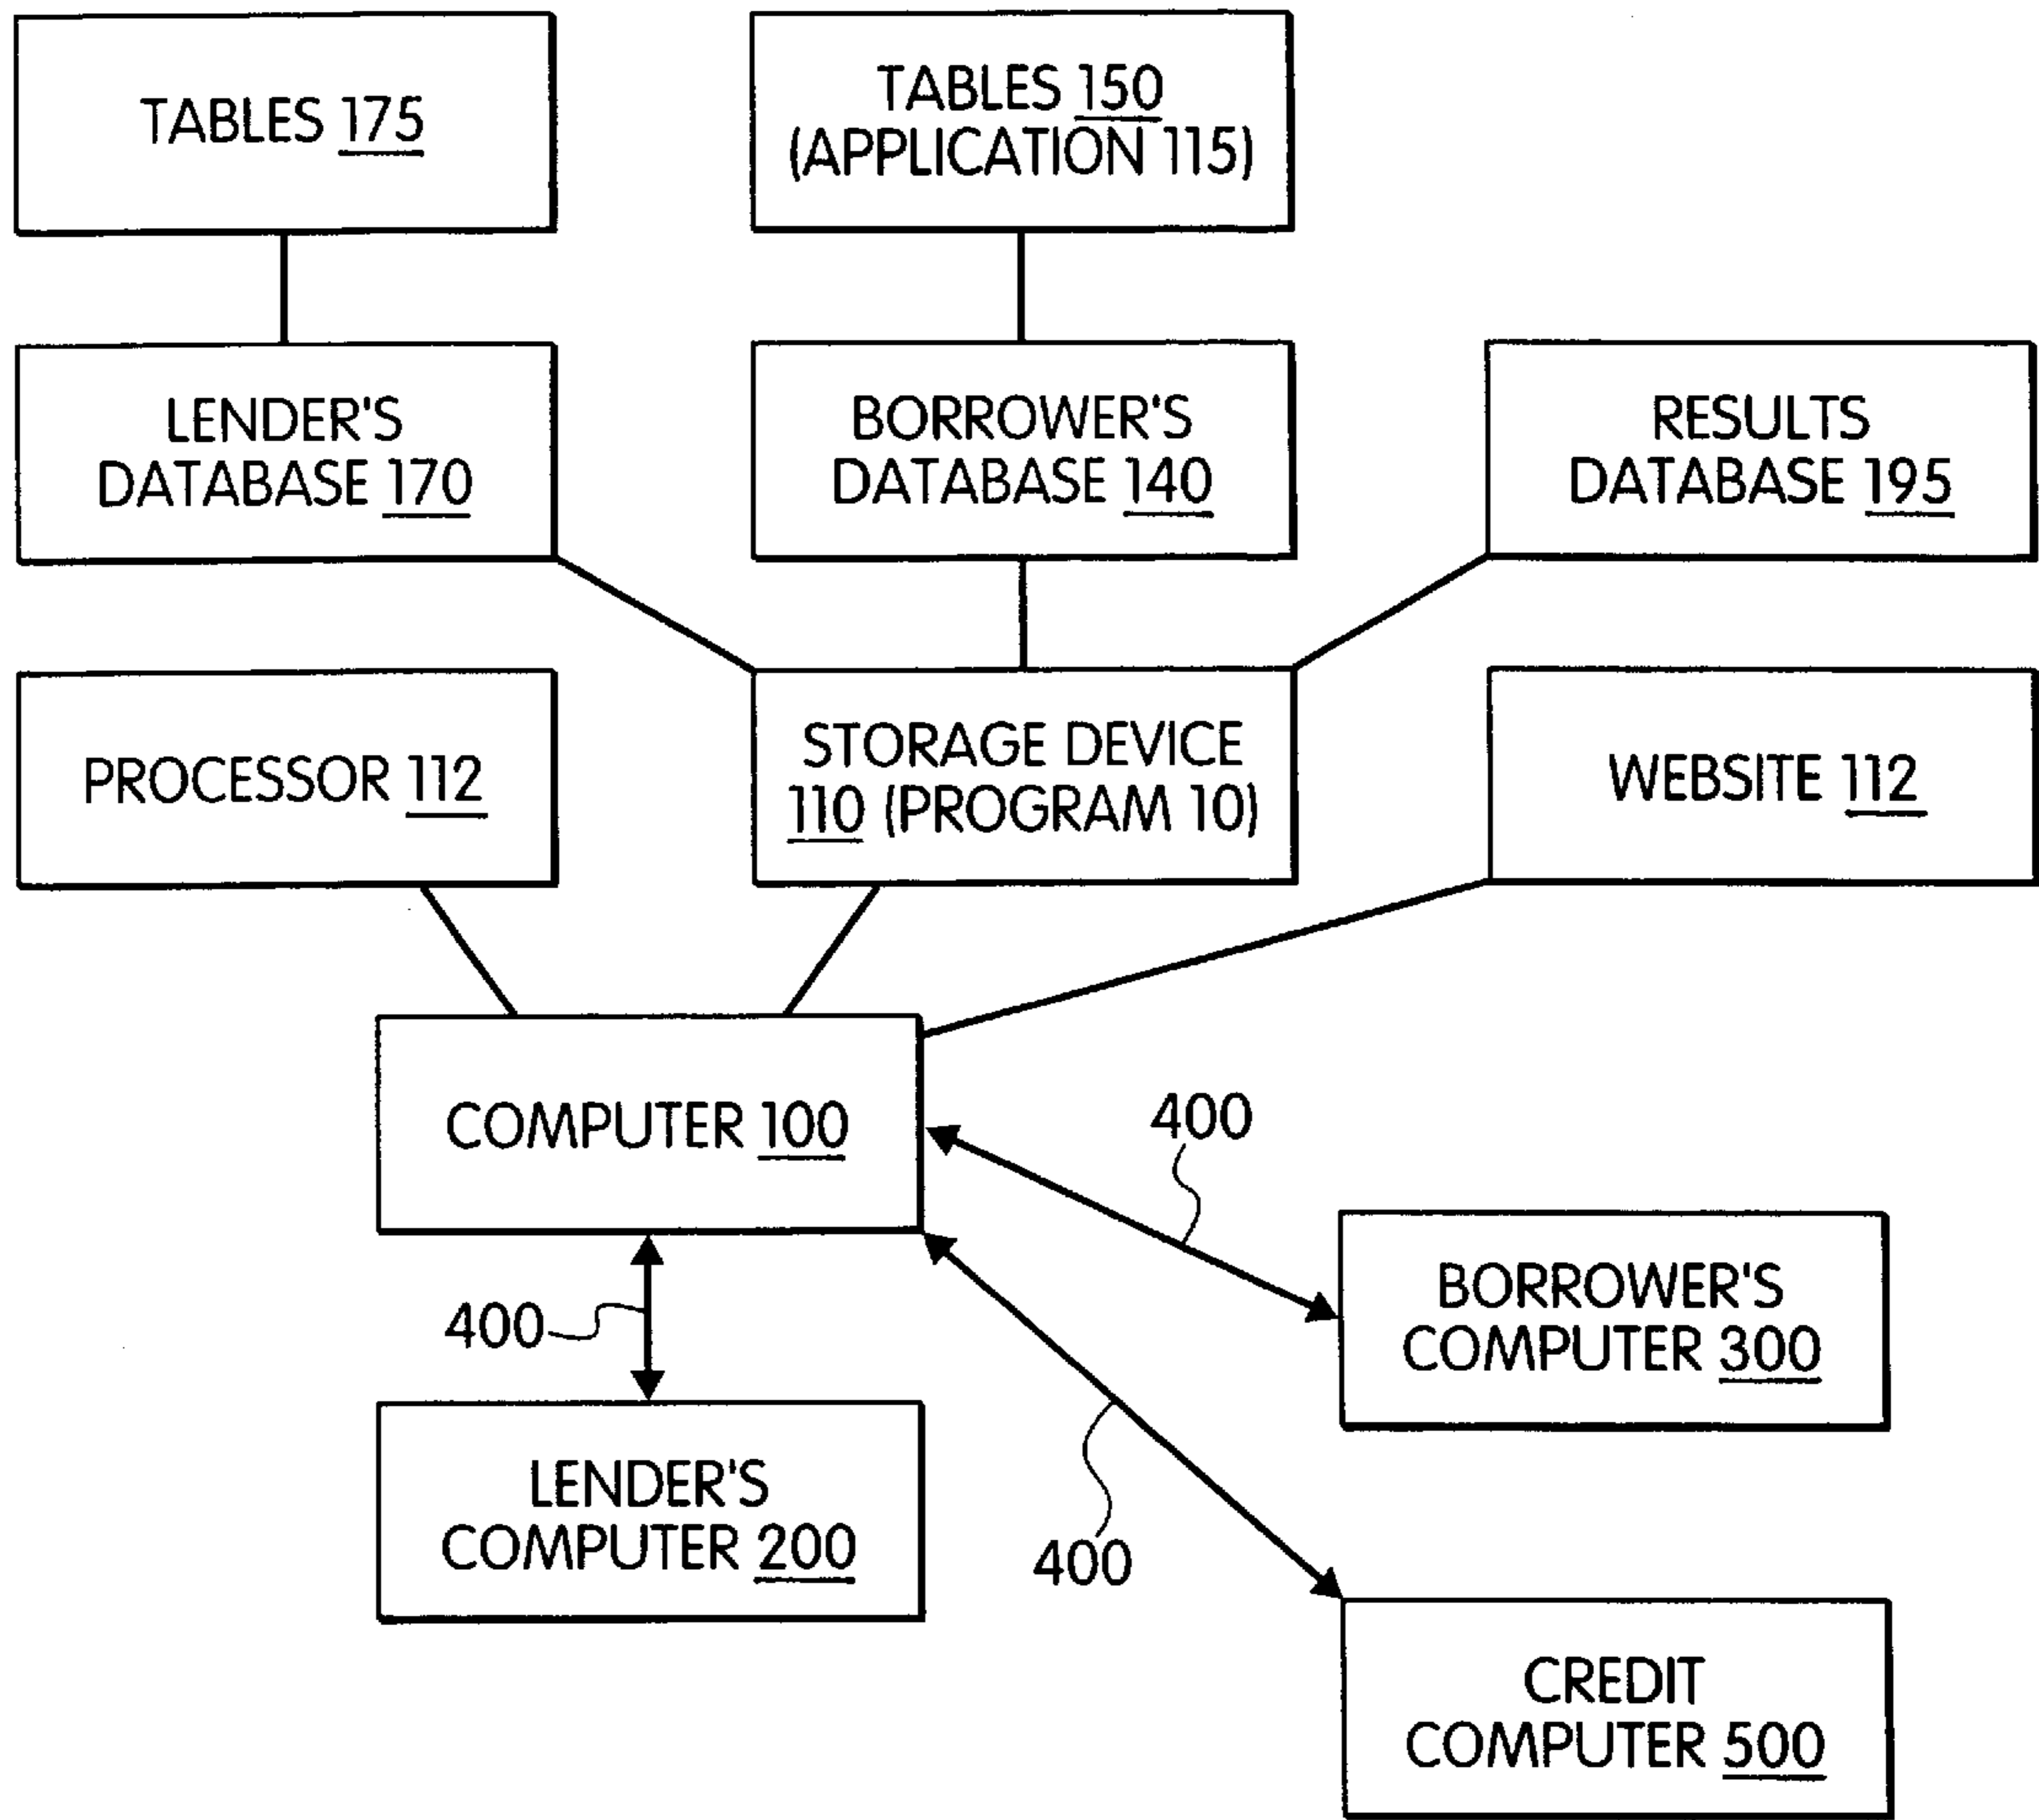 TABLES 175
TABLES 150
(APPLICATION 115)
LENDER'S
DATABASE 170
BORROWER'S
DATABASE 140
RESULTS
DATABASE 195
PROCESSOR 112
STORAGE DEVICE
110 (PROGRAM 10)
WEBSITE 112
COMPUTER 100
400
BORROWER'S
COMPUTER 300
400
LENDER'S
COMPUTER 200
400
CREDIT
COMPUTER 500